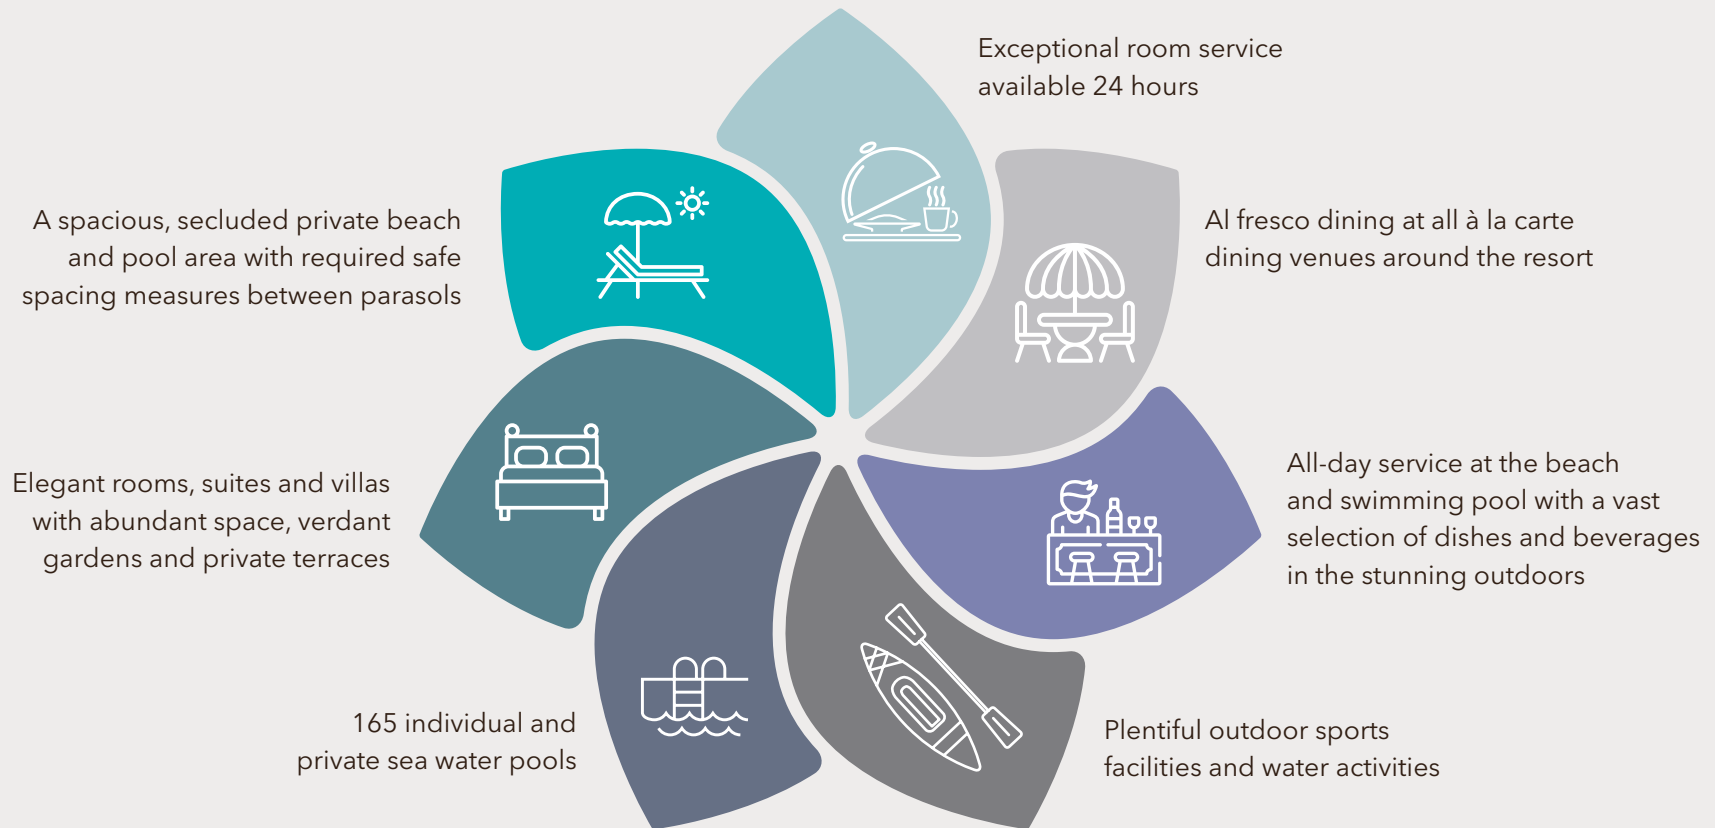 Exceptional room service
available 24 hours
Al fresco dining at all à la carte
dining venues around the resort
All-day service at the beach
and swimming pool with a vast
selection of dishes and beverages
in the stunning outdoors
Plentiful outdoor sports
facilities and water activities
165 individual and
private sea water pools
Elegant rooms, suites and villas
with abundant space, verdant
gardens and private terraces
A spacious, secluded private beach
and pool area with required safe
spacing measures between parasols